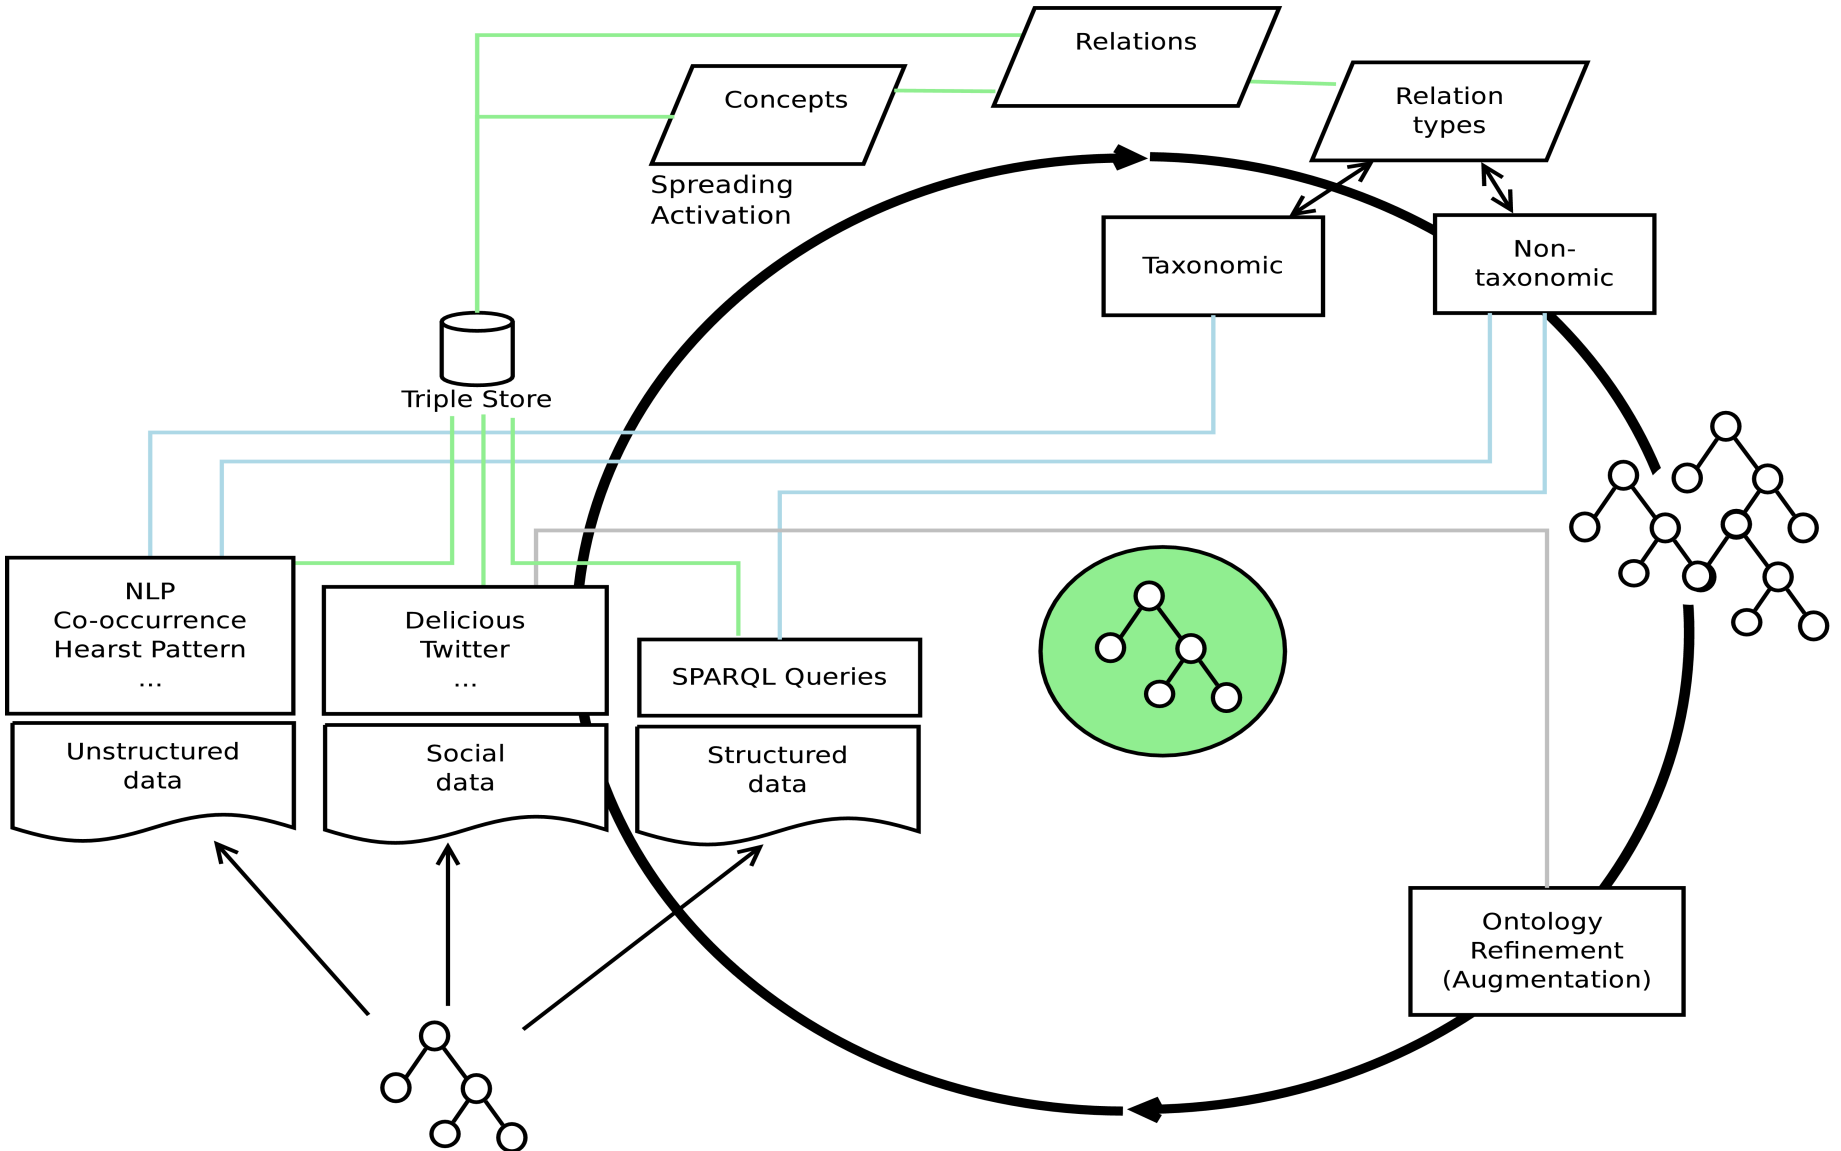 Relations
Concepts
Relation
types
Spreading
Activation
Taxonomic
Non-
taxonomic
Triple Store
NLP
Co-occurrence
Hearst Pattern
...
Delicious
Twitter
...
SPARQL Queries
Unstructured
data
Social
data
Structured
data
Ontology
Refinement
(Augmentation)